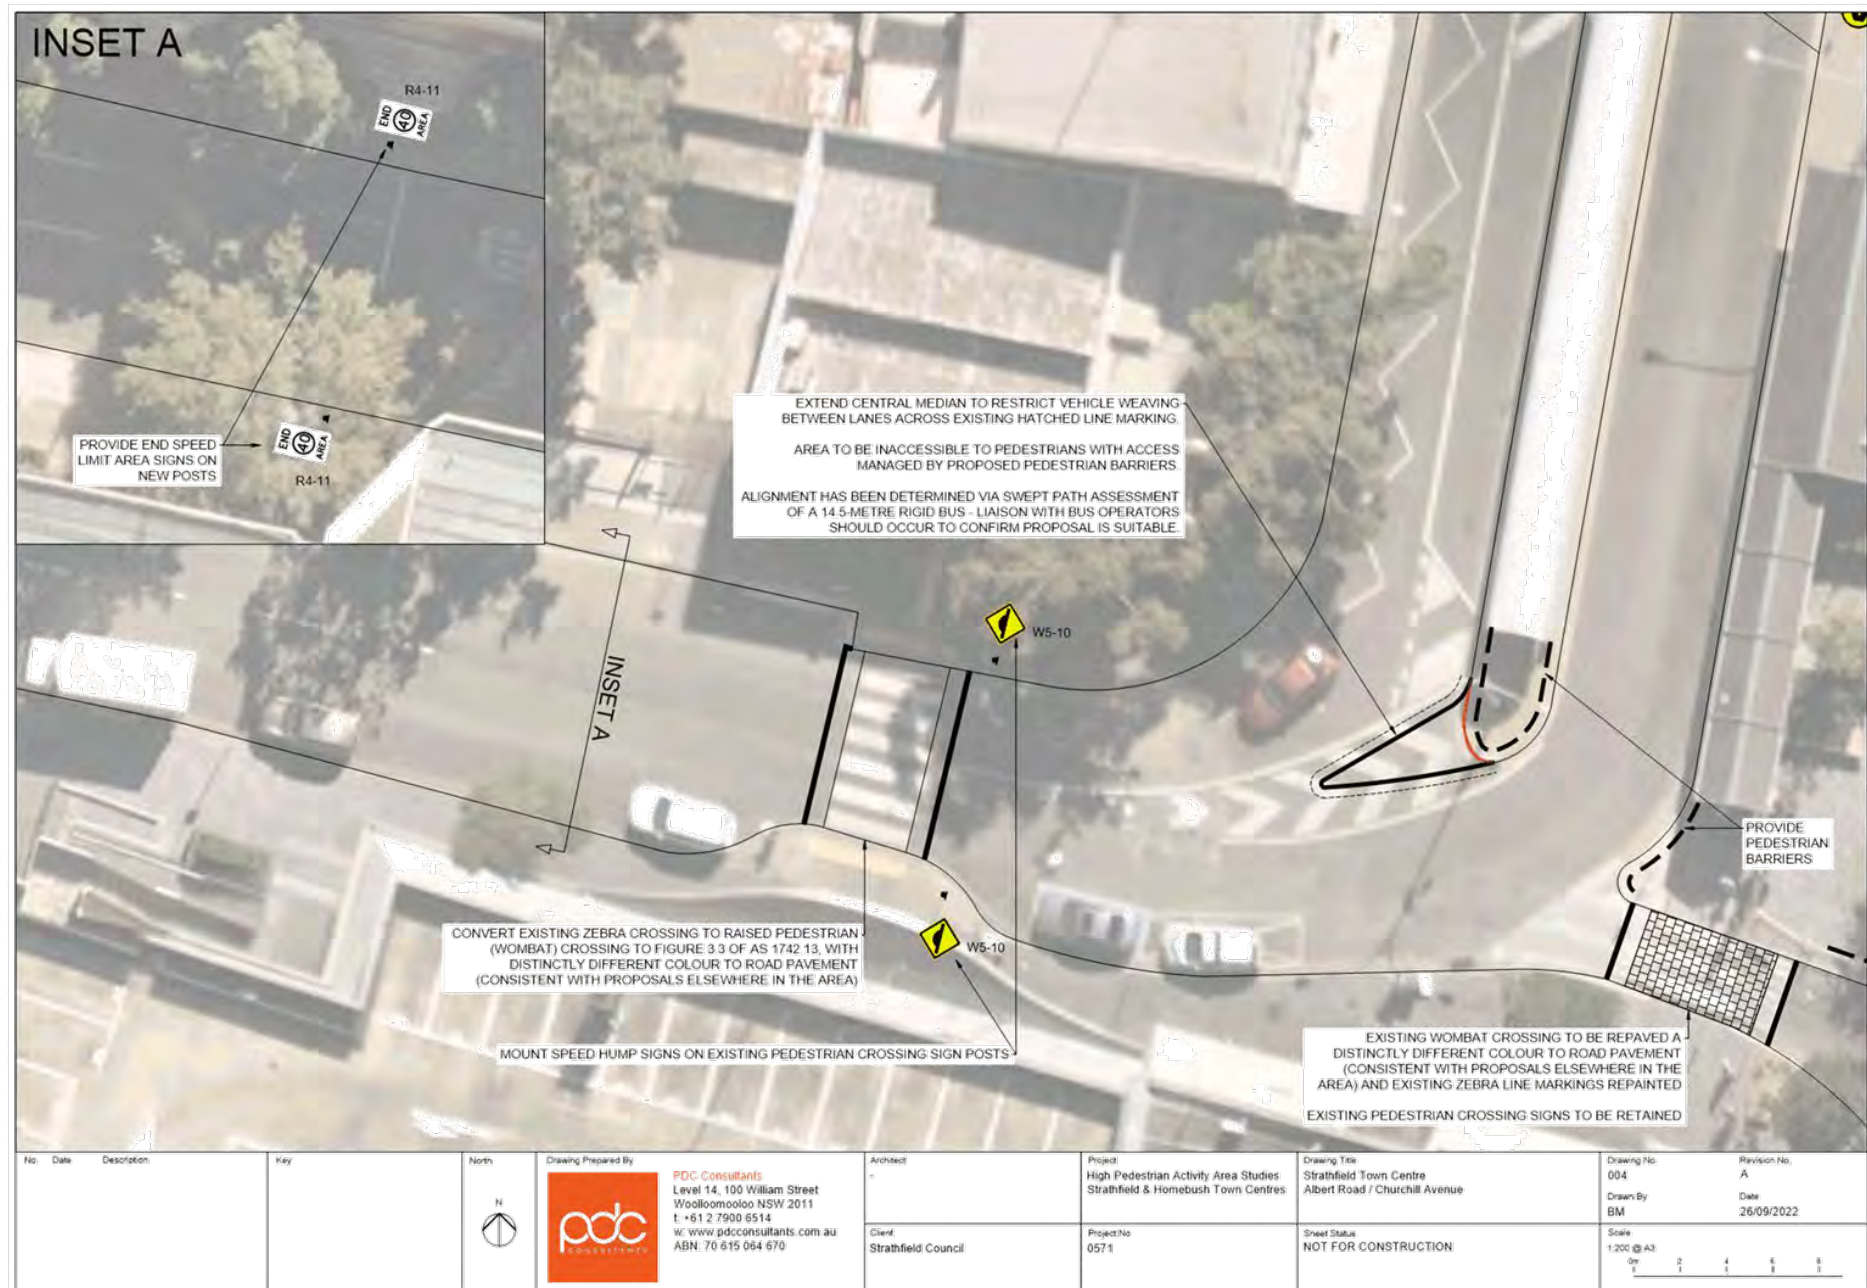 INSET A
R4-11
END
40
AREA
END
40
AREA
R4-11
PROVIDE END SPEED
LIMIT AREA SIGNS ON
NEW POSTS
EXTEND CENTRAL MEDIAN TO RESTRICT VEHICLE WEAVING
BETWEEN LANES ACROSS EXISTING HATCHED LINE MARKING.
AREA TO BE INACCESSIBLE TO PEDESTRIANS WITH ACCESS
MANAGED BY PROPOSED PEDESTRIAN BARRIERS.
ALIGNMENT HAS BEEN DETERMINED VIA SWEPT PATH ASSESSMENT
OF A 14.5-METRE RIGID BUS - LIAISON WITH BUS OPERATORS
SHOULD OCCUR TO CONFIRM PROPOSAL IS SUITABLE.
W5-10
INSET A
PROVIDE
PEDESTRIAN
BARRIERS
CONVERT EXISTING ZEBRA CROSSING TO RAISED PEDESTRIAN
(WOMBAT) CROSSING TO FIGURE 3.3 OF AS 1742.13, WITH
DISTINCTLY DIFFERENT COLOUR TO ROAD PAVEMENT
(CONSISTENT WITH PROPOSALS ELSEWHERE IN THE AREA)
W5-10
MOUNT SPEED HUMP SIGNS ON EXISTING PEDESTRIAN CROSSING SIGN POSTS
EXISTING WOMBAT CROSSING TO BE REPAVED A
DISTINCTLY DIFFERENT COLOUR TO ROAD PAVEMENT
(CONSISTENT WITH PROPOSALS ELSEWHERE IN THE
AREA) AND EXISTING ZEBRA LINE MARKINGS REPAINTED
EXISTING PEDESTRIAN CROSSING SIGNS TO BE RETAINED
No. Date Description
Key
North
N
Drawing Prepared By
pdc
CONSULTANTS
PDC Consultants
Level 14, 100 William Street
Woolloomooloo NSW 2011
t: +61 2 7900 6514
w: www.pdcconsultants.com.au
ABN: 70 615 064 670
Architect
-
Client
Strathfield Council
Project
High Pedestrian Activity Area Studies
Strathfield & Homebush Town Centres
Project No
0571
Drawing Title
Strathfield Town Centre
Albert Road / Churchill Avenue
Sheet Status
NOT FOR CONSTRUCTION
Drawing No.
004
Revision No.
A
Drawn By
BM
Date
26/09/2022
Scale
1:200 @ A3
0m 2 4 6 8